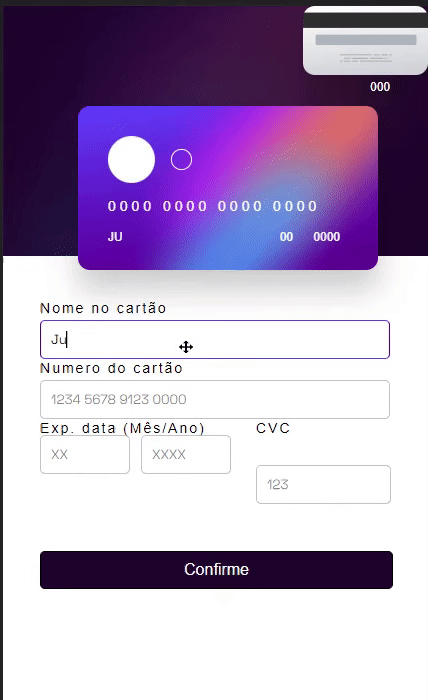 000
0000 0000 0000 0000
JU 00 0000
Nome no cartão
Ju
Numero do cartão
1234 5678 9123 0000
Exp. data (Mês/Ano) CVC
XX XXXX
123
Confirme